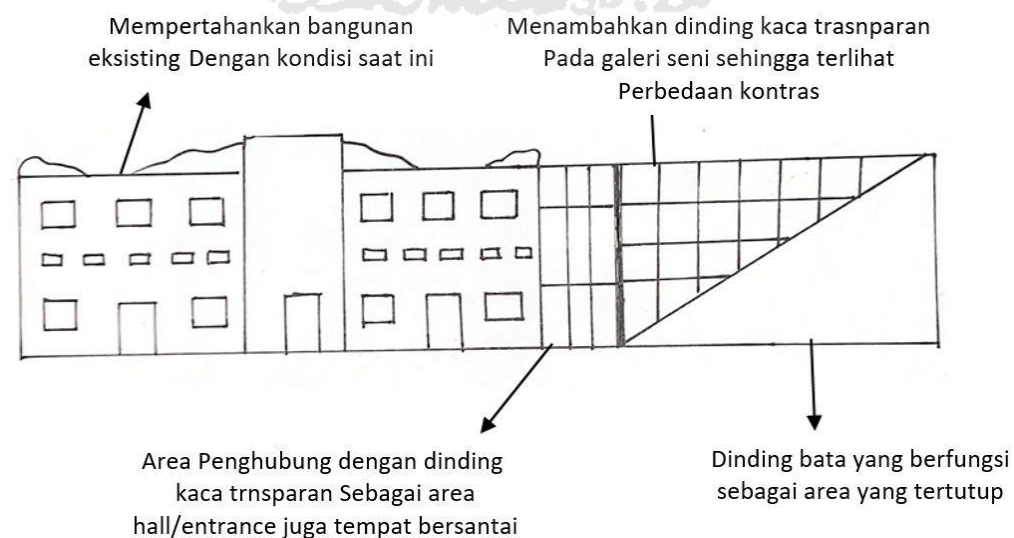 Mempertahankan bangunan
eksisting Dengan kondisi saat ini
Menambahkan dinding kaca trasnparan
Pada galeri seni sehingga terlihat
Perbedaan kontras
Area Penghubung dengan dinding
kaca trnsparan Sebagai area
hall/entrance juga tempat bersantai
Dinding bata yang berfungsi
sebagai area yang tertutup